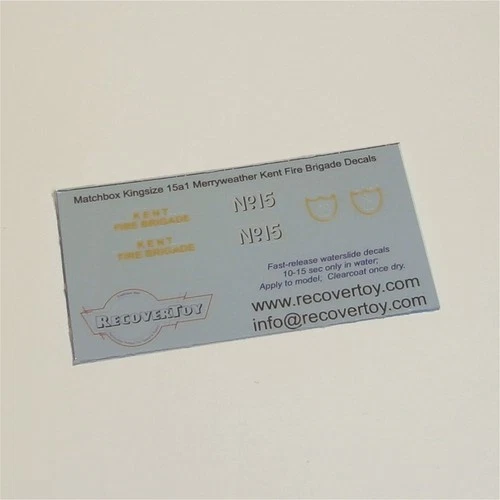 Matchbox Kingsize 15a1 Merryweather Kent Fire Brigade Decals
KENT
FIRE BRIGADE
Nº15
KENT
FIRE BRIGADE
Nº15
Fast-release waterslide decals
10-15 sec only in water;
Apply to model, Clearcoat once dry.
RECOVERTOY
www.recovertoy.com
info@recovertoy.com